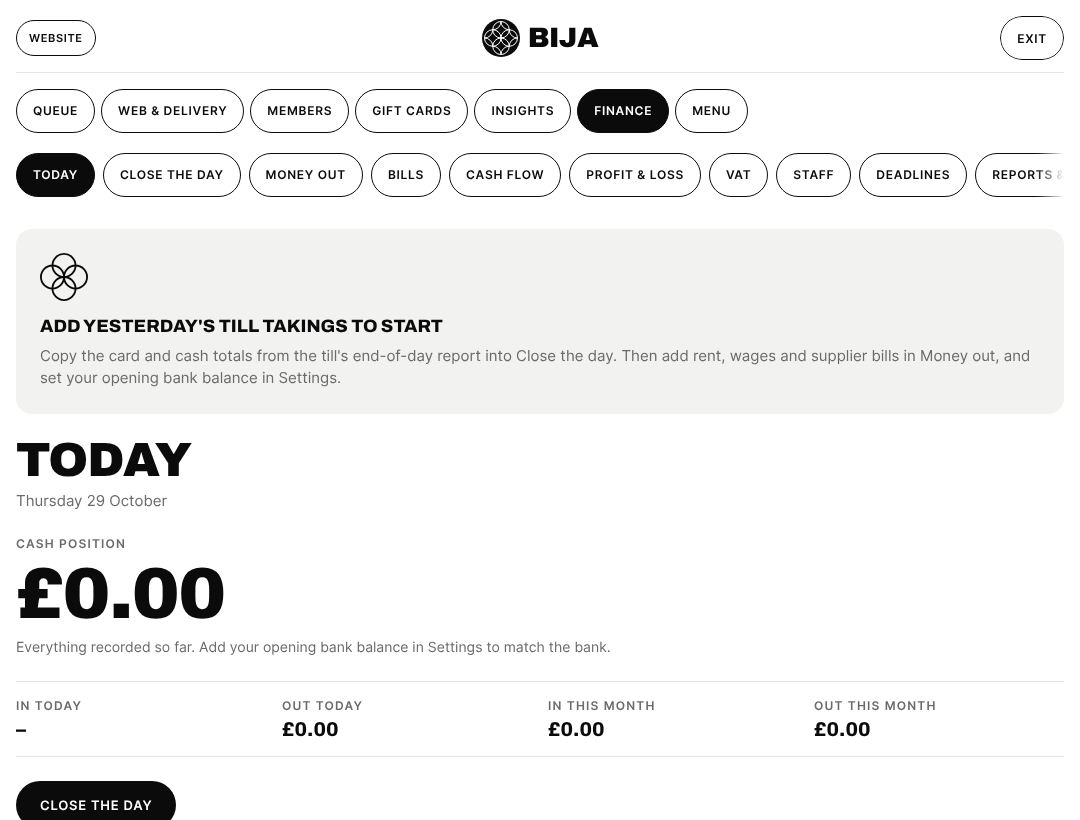 WEBSITE
BIJA
EXIT
QUEUE
WEB & DELIVERY
MEMBERS
GIFT CARDS
INSIGHTS
FINANCE
MENU
TODAY
CLOSE THE DAY
MONEY OUT
BILLS
CASH FLOW
PROFIT & LOSS
VAT
STAFF
DEADLINES
REPORTS &
ADD YESTERDAY'S TILL TAKINGS TO START
Copy the card and cash totals from the till's end-of-day report into Close the day. Then add rent, wages and supplier bills in Money out, and
set your opening bank balance in Settings.
TODAY
Thursday 29 October
CASH POSITION
£0.00
Everything recorded so far. Add your opening bank balance in Settings to match the bank.
IN TODAY
–
OUT TODAY
£0.00
IN THIS MONTH
£0.00
OUT THIS MONTH
£0.00
CLOSE THE DAY